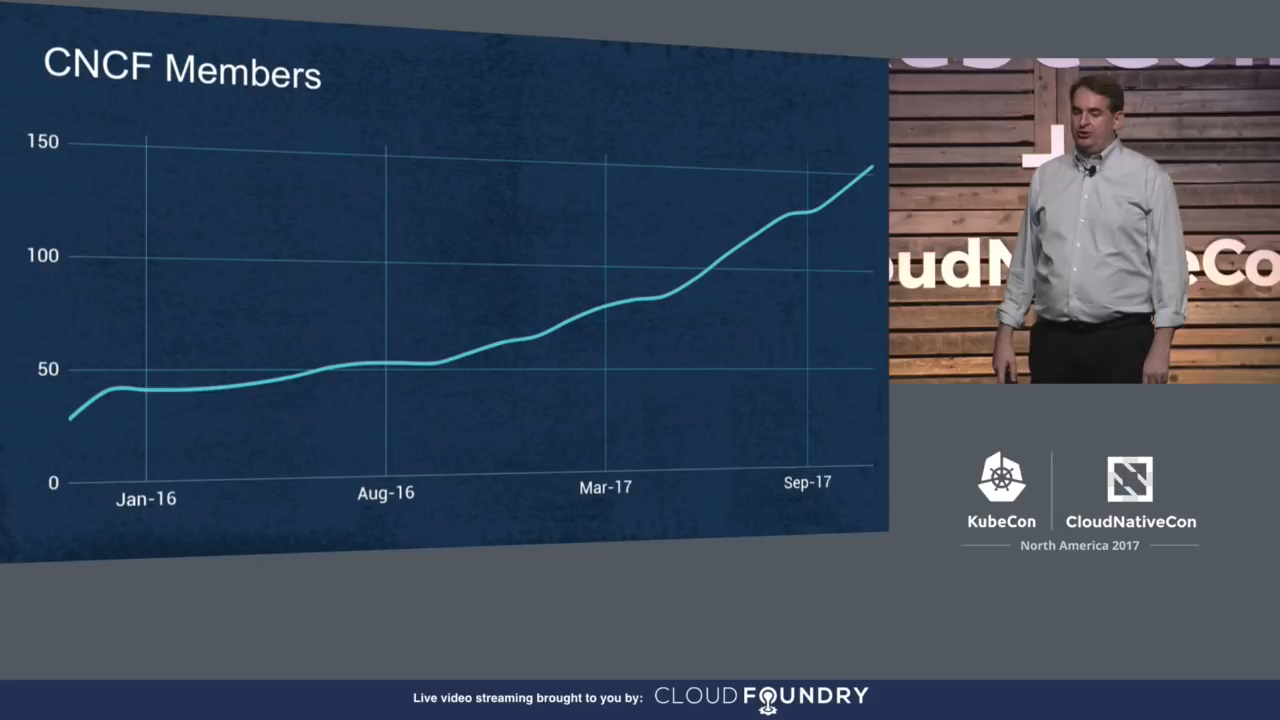 CNCF Members
150
100
50
0
Jan-16
Aug-16
Mar-17
Sep-17
KubeCon
CloudNativeCon
North America 2017
Live video streaming brought to you by:
CLOUD FOUNDRY